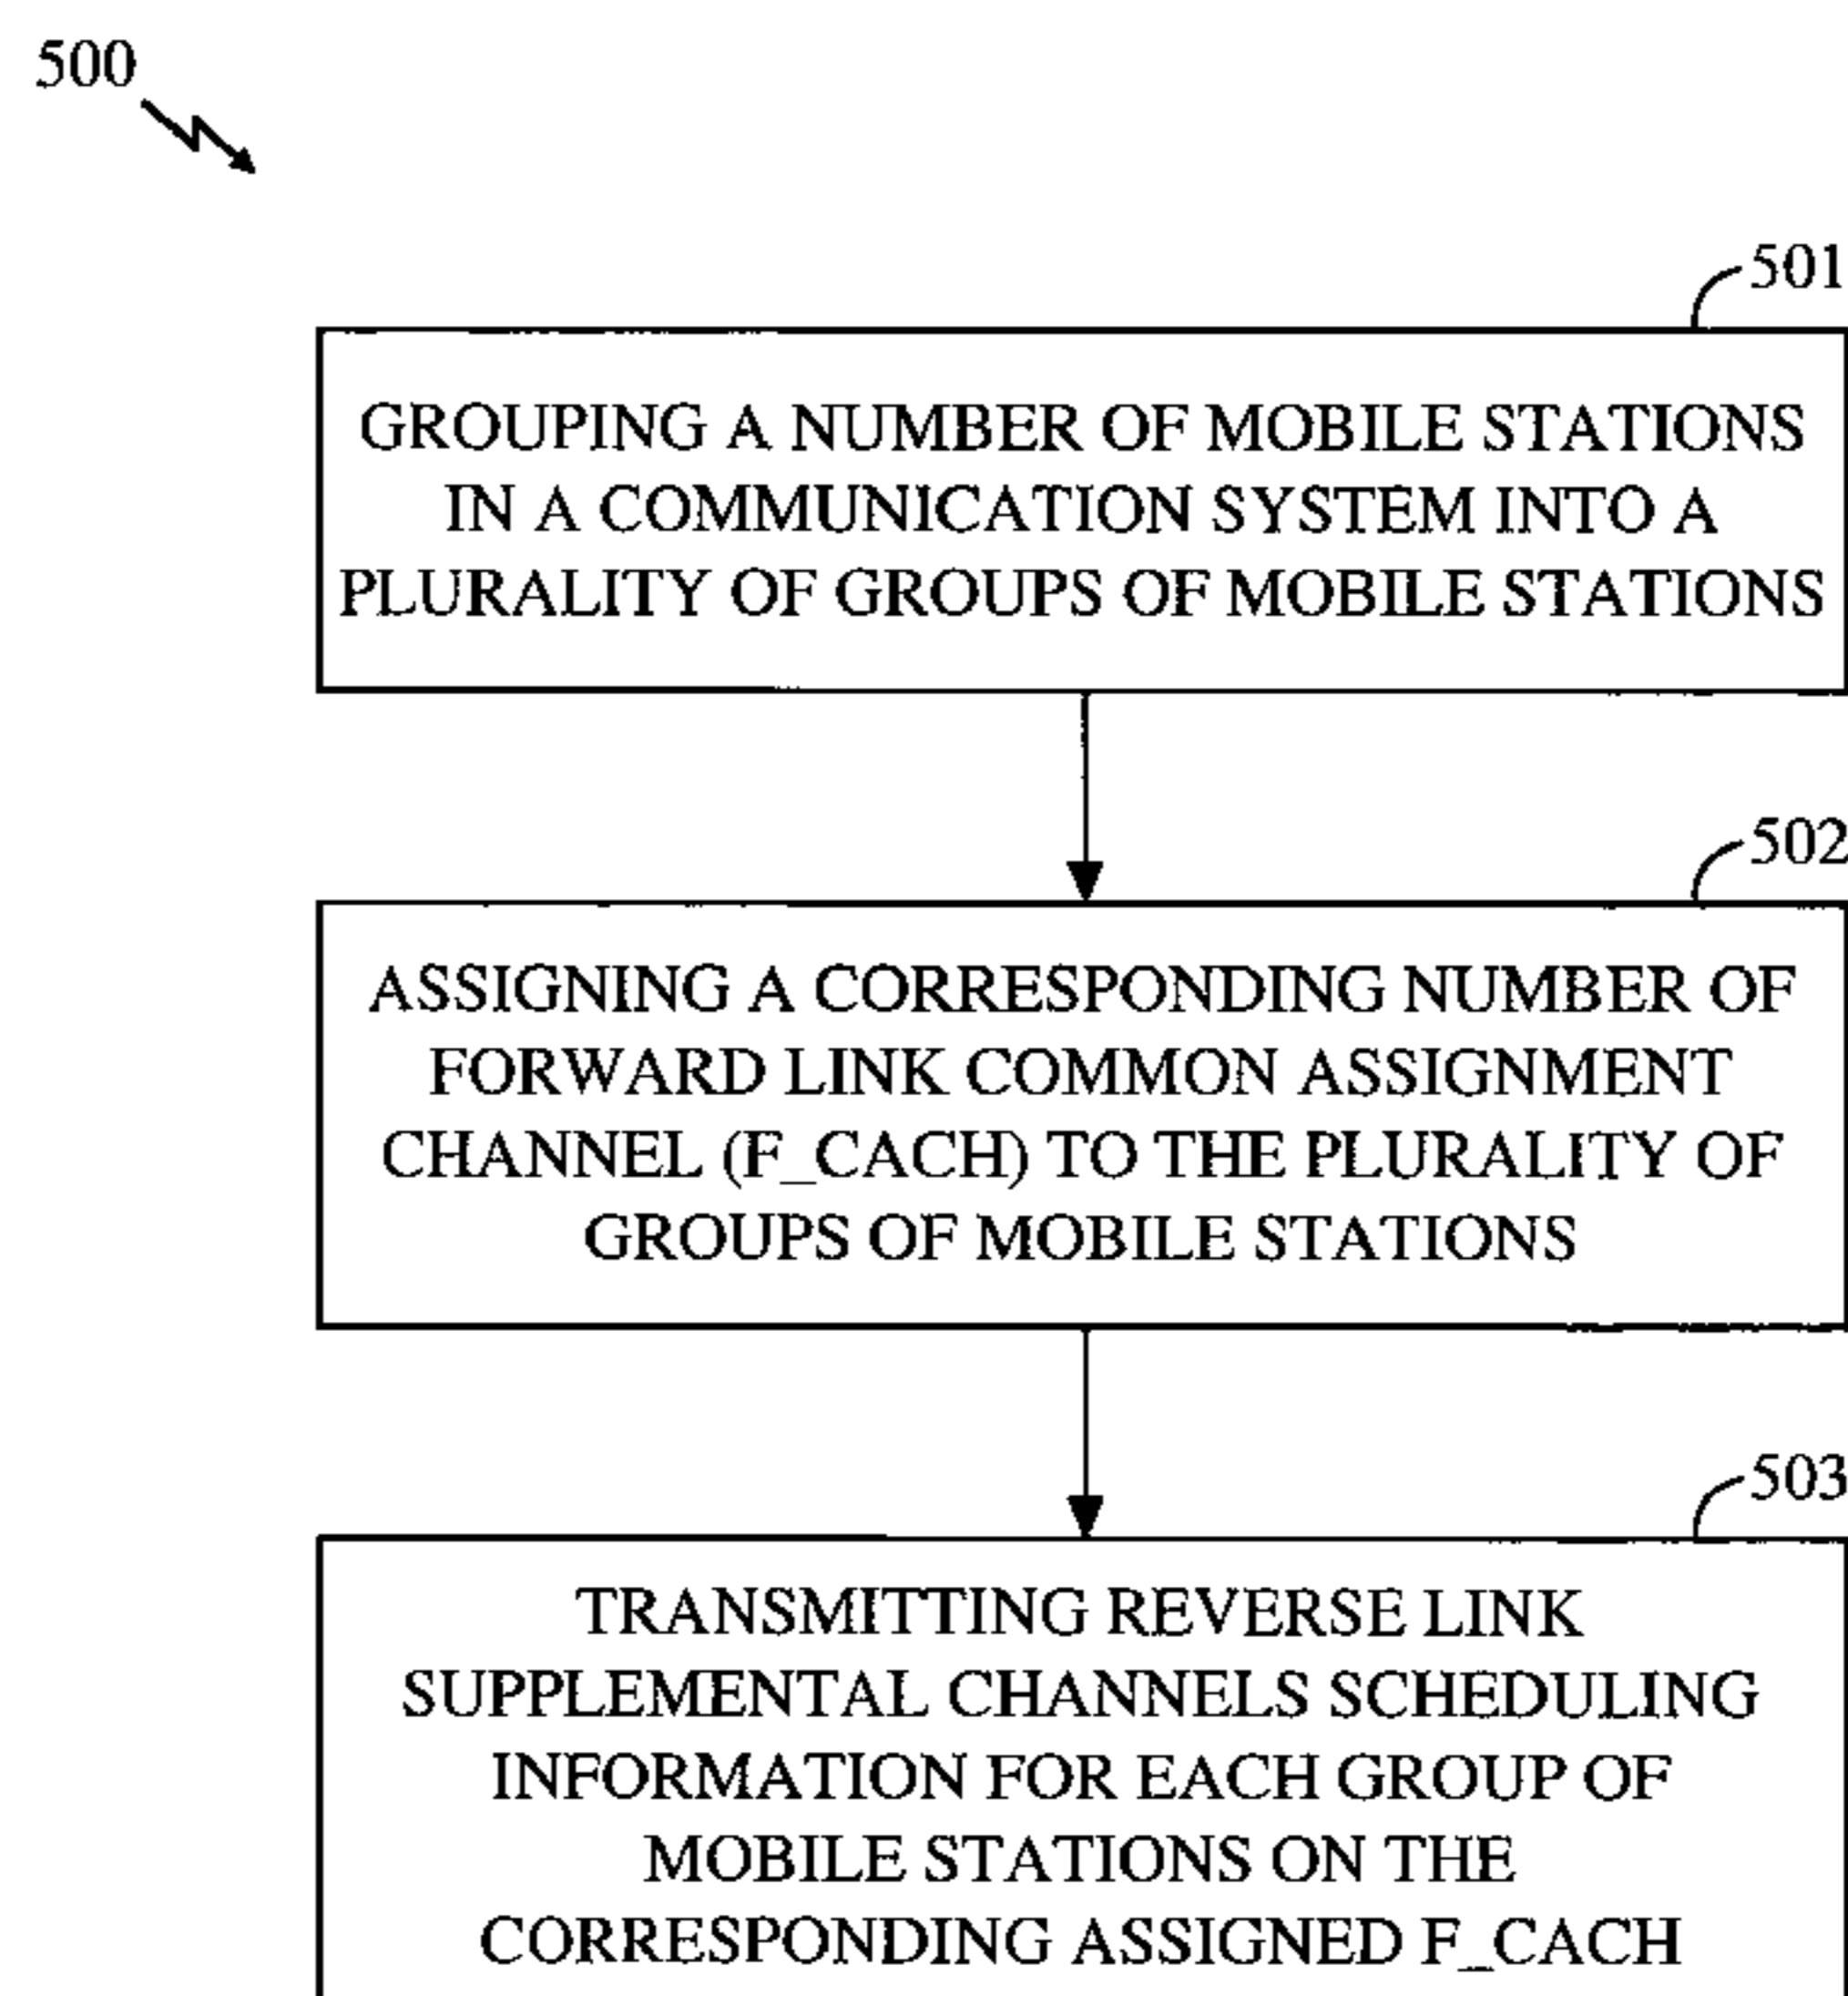 500
501
GROUPING A NUMBER OF MOBILE STATIONS
IN A COMMUNICATION SYSTEM INTO A
PLURALITY OF GROUPS OF MOBILE STATIONS
502
ASSIGNING A CORRESPONDING NUMBER OF
FORWARD LINK COMMON ASSIGNMENT
CHANNEL (F_CACH) TO THE PLURALITY OF
GROUPS OF MOBILE STATIONS
503
TRANSMITTING REVERSE LINK
SUPPLEMENTAL CHANNELS SCHEDULING
INFORMATION FOR EACH GROUP OF
MOBILE STATIONS ON THE
CORRESPONDING ASSIGNED F_CACH